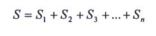 S = S₁ + S₂ + S₃ + ... + Sₙ